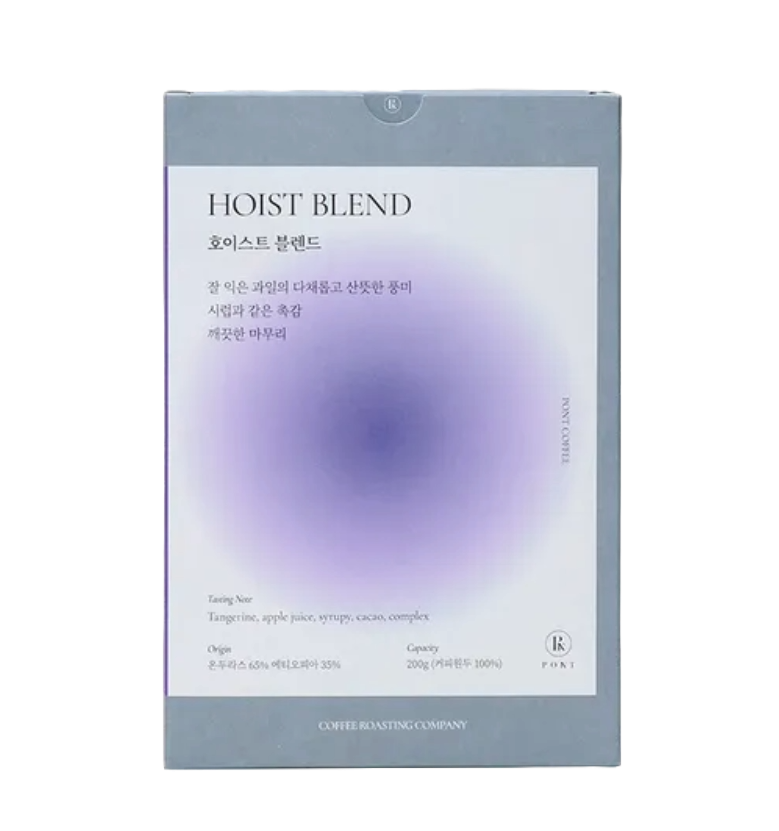 HOIST BLEND
호이스트 블렌드
잘 익은 과일의 다채롭고 산뜻한 풍미
시럽과 같은 촉감
깨끗한 마무리
PONT COFFEE
Tasting Note
Tangerine, apple juice, syrupy, cacao, complex
Origin
온두라스 65% 에티오피아 35%
Capacity
200g (커피원두 100%)
PONT
COFFEE ROASTING COMPANY